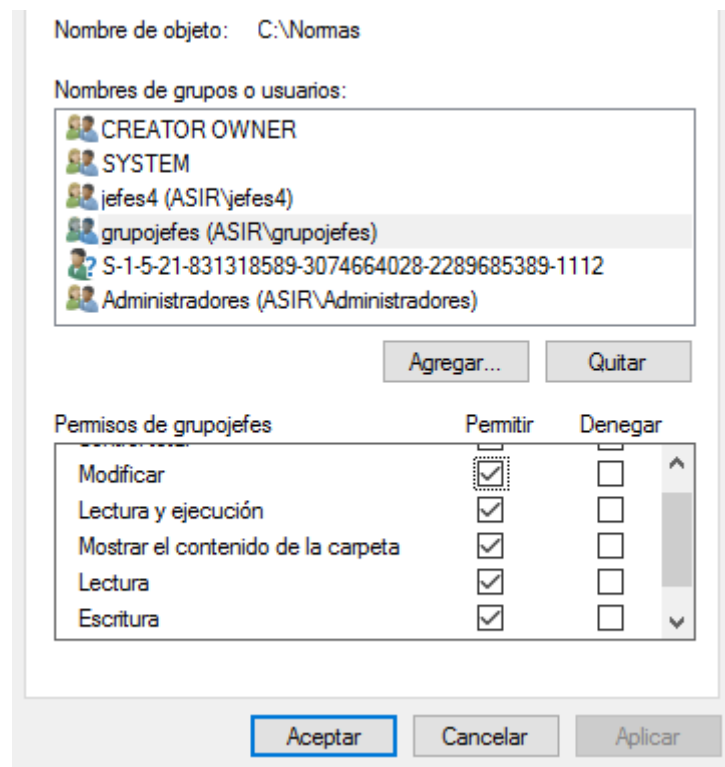 Nombre de objeto: C:\Normas
Nombres de grupos o usuarios:
CREATOR OWNER
SYSTEM
jefes4 (ASIR\jefes4)
grupojefes (ASIR\grupojefes)
S-1-5-21-831318589-3074664028-2289685389-1112
Administradores (ASIR\Administradores)
Agregar... Quitar
Permisos de grupojefes Permitir Denegar
Modificar
Lectura y ejecución
Mostrar el contenido de la carpeta
Lectura
Escritura
Aceptar Cancelar Aplicar